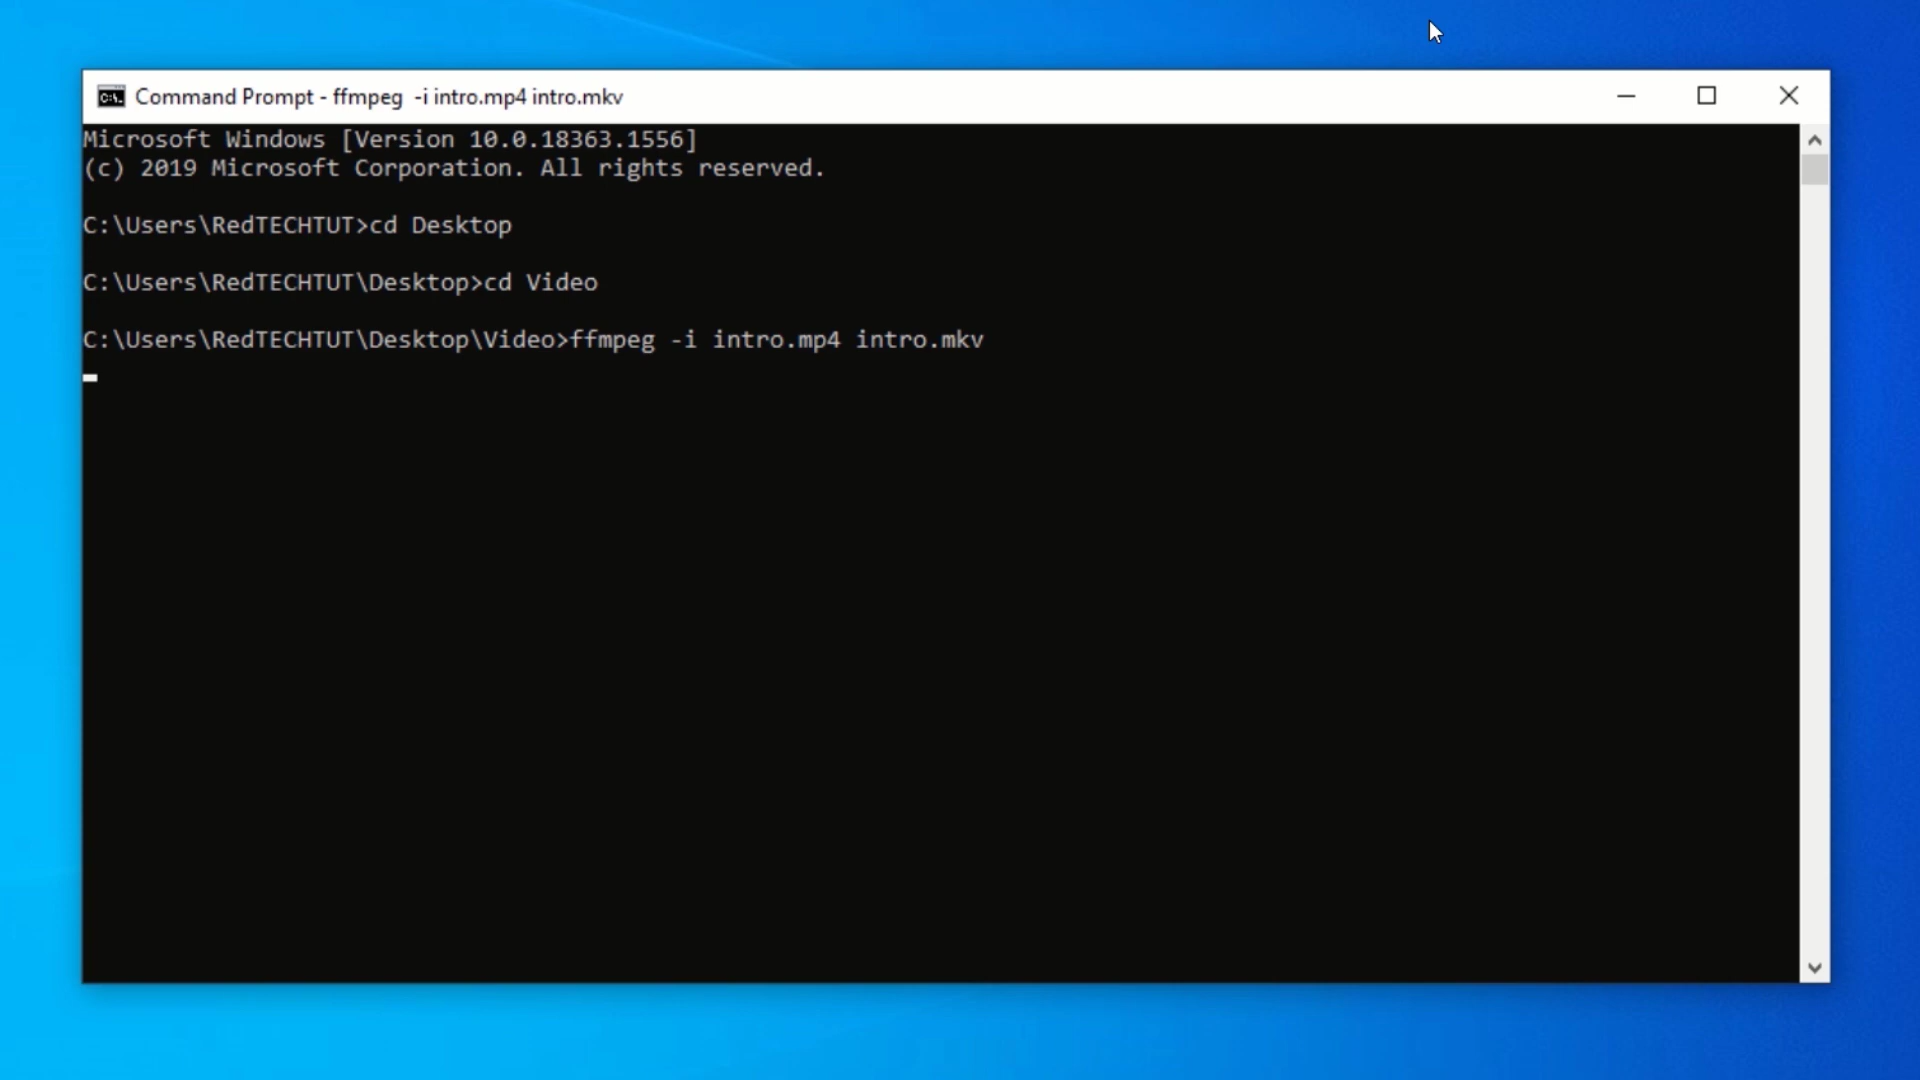 Command Prompt - ffmpeg  -i intro.mp4 intro.mkv
Microsoft Windows [Version 10.0.18363.1556]
(c) 2019 Microsoft Corporation. All rights reserved.
C:\Users\RedTECHTUT>cd Desktop
C:\Users\RedTECHTUT\Desktop>cd Video
C:\Users\RedTECHTUT\Desktop\Video>ffmpeg -i intro.mp4 intro.mkv